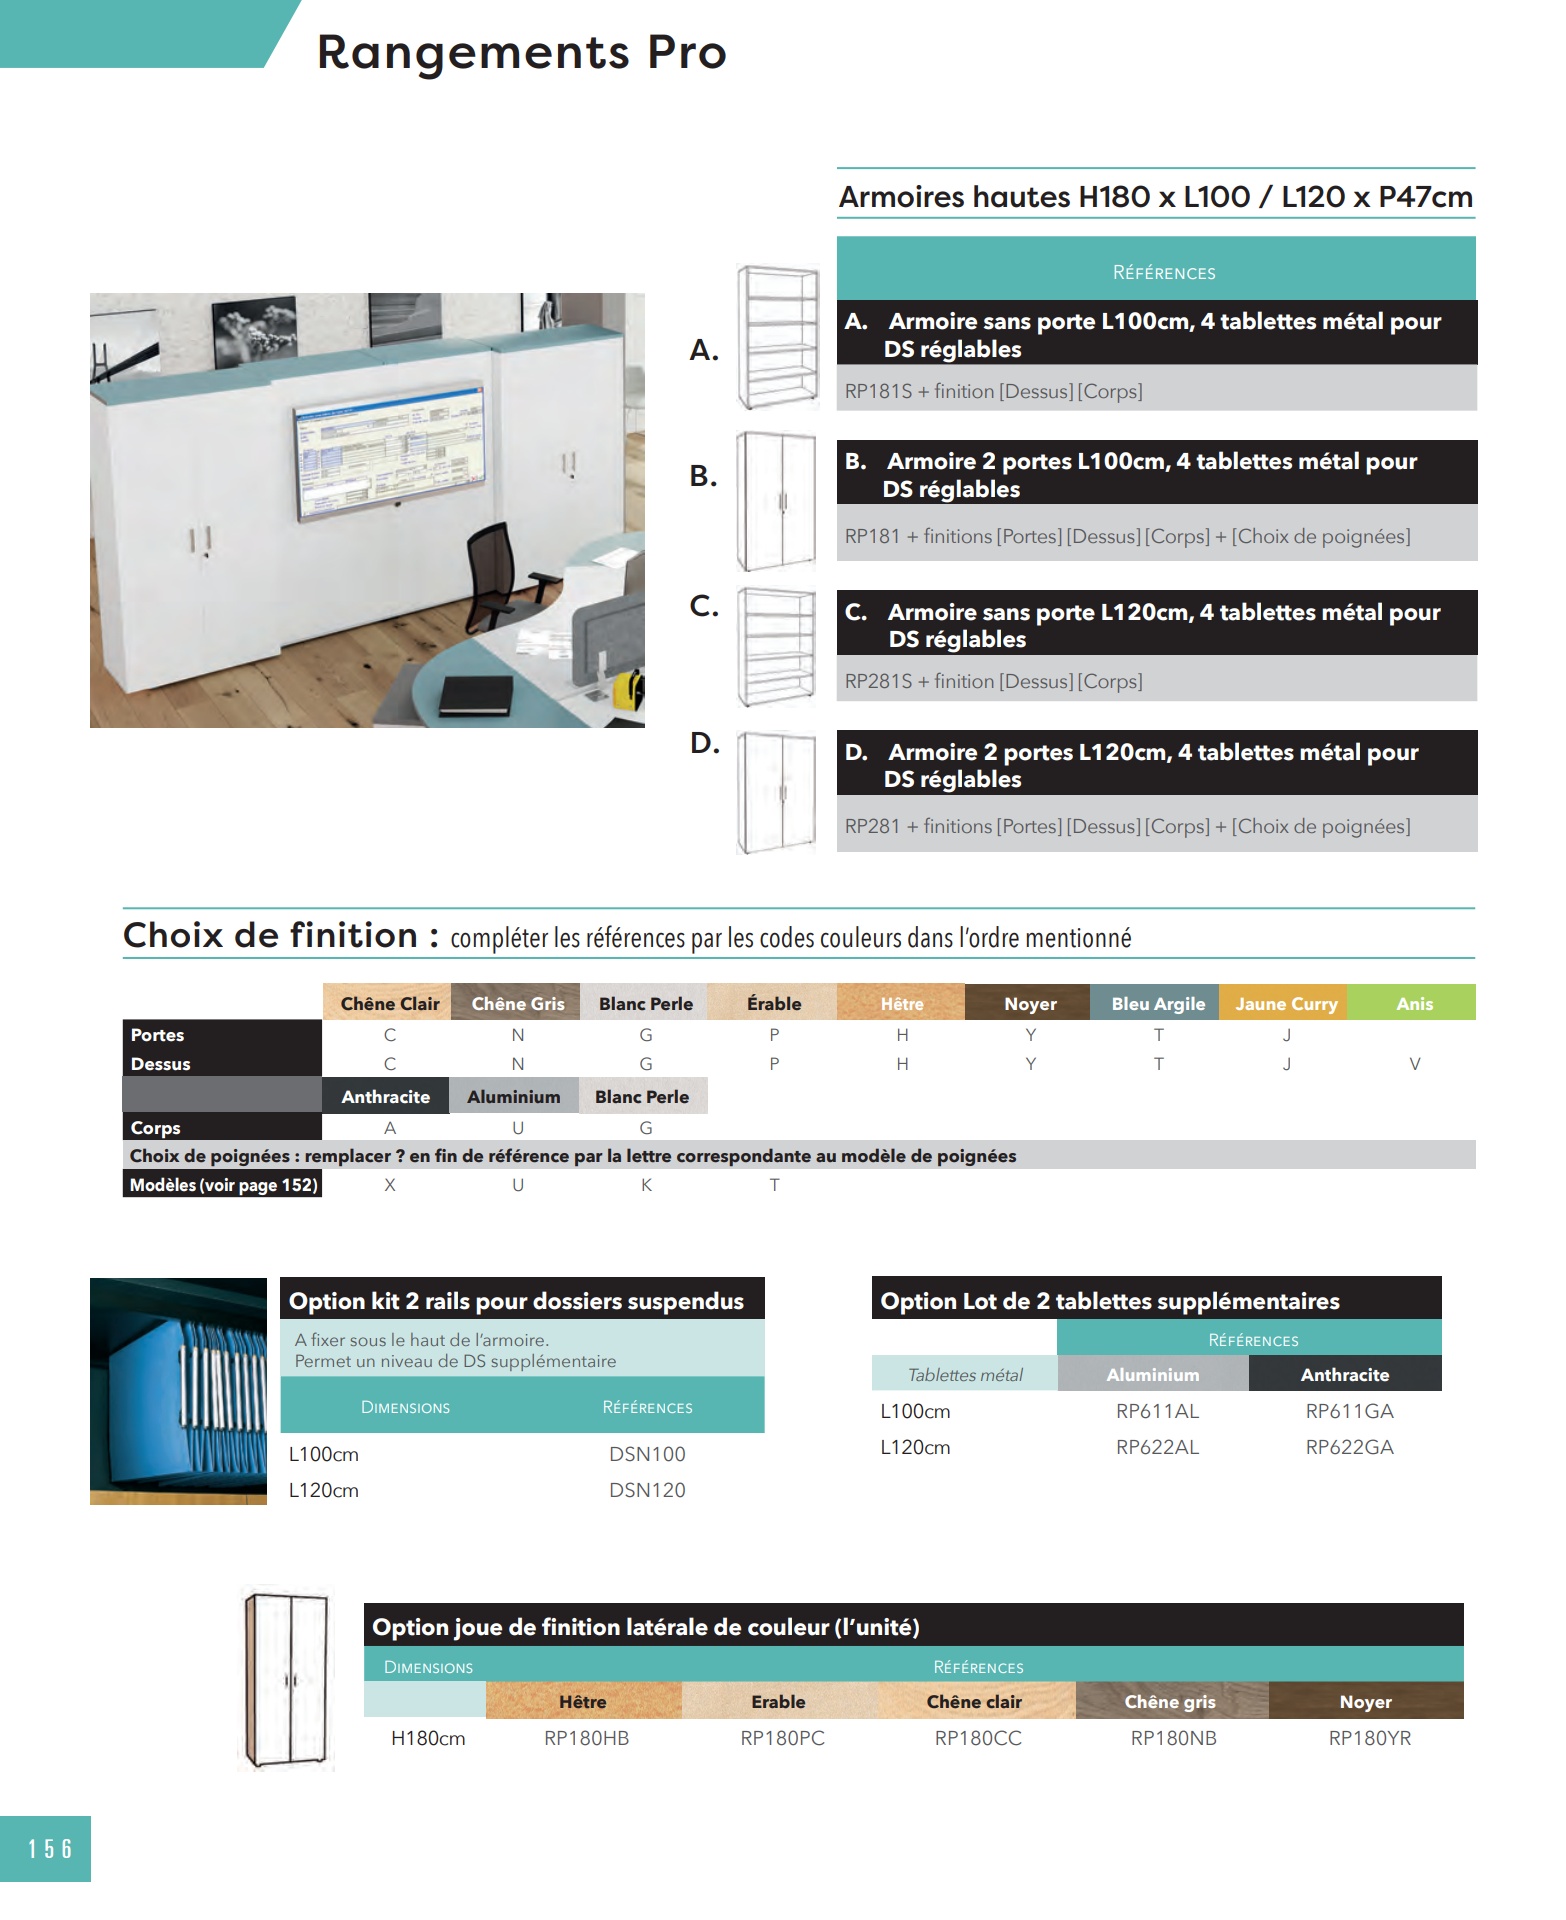 Rangements Pro
Armoires hautes H180 x L100 / L120 x P47cm
RÉFÉRENCES
A.
A. Armoire sans porte L100cm, 4 tablettes métal pour
DS réglables
RP181S + finition [Dessus] [Corps]
B.
B. Armoire 2 portes L100cm, 4 tablettes métal pour
DS réglables
RP181 + finitions [Portes] [Dessus] [Corps] + [Choix de poignées]
C.
C. Armoire sans porte L120cm, 4 tablettes métal pour
DS réglables
RP281S + finition [Dessus] [Corps]
D.
D. Armoire 2 portes L120cm, 4 tablettes métal pour
DS réglables
RP281 + finitions [Portes] [Dessus] [Corps] + [Choix de poignées]
Choix de finition : compléter les références par les codes couleurs dans l'ordre mentionné
Chêne Clair Chêne Gris Blanc Perle Érable Hêtre Noyer Bleu Argile Jaune Curry Anis
Portes C N G P H Y T J
Dessus C N G P H Y T J V
Anthracite Aluminium Blanc Perle
Corps A U G
Choix de poignées : remplacer ? en fin de référence par la lettre correspondante au modèle de poignées
Modèles (voir page 152) X U K T
Option kit 2 rails pour dossiers suspendus
A fixer sous le haut de l'armoire.
Permet un niveau de DS supplémentaire
DIMENSIONS RÉFÉRENCES
L100cm DSN100
L120cm DSN120
Option Lot de 2 tablettes supplémentaires
RÉFÉRENCES
Tablettes métal Aluminium Anthracite
L100cm RP611AL RP611GA
L120cm RP622AL RP622GA
Option joue de finition latérale de couleur (l'unité)
DIMENSIONS RÉFÉRENCES
Hêtre Erable Chêne clair Chêne gris Noyer
H180cm RP180HB RP180PC RP180CC RP180NB RP180YR
156